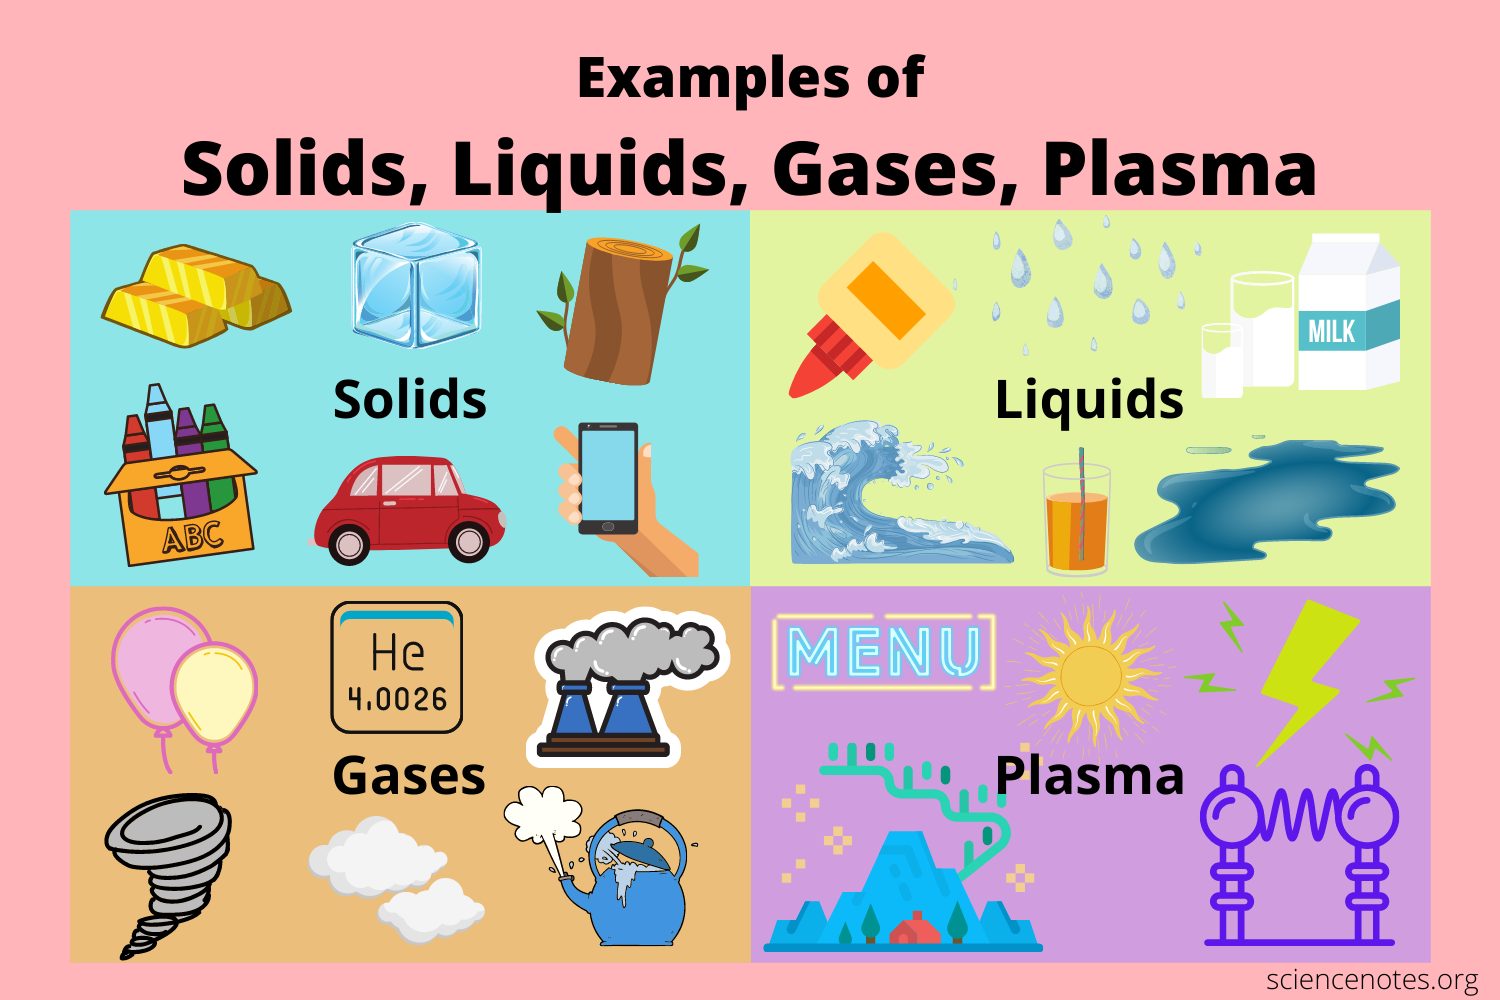 Examples of
Solids, Liquids, Gases, Plasma
MILK
Solids
Liquids
ABC
MENU
He
4.0026
Gases
Plasma
sciencenotes.org